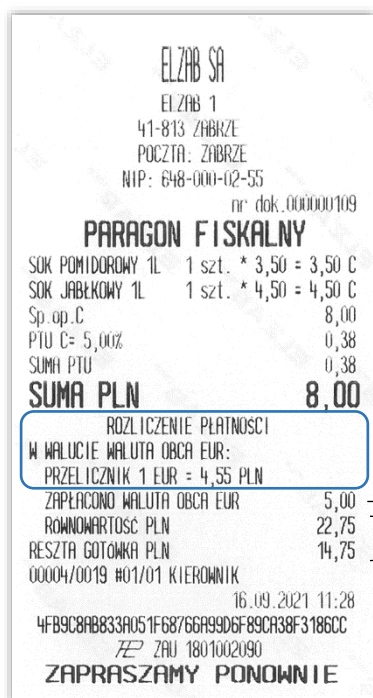 ELZAB SA
ELZAB 1
41-813 ZABRZE
POCZTA: ZABRZE
NIP: 648-000-02-55
nr dok.000000109
PARAGON FISKALNY
SOK POMIDOROWY 1L 1 szt. * 3,50 = 3,50 C
SOK JABŁKOWY 1L 1 szt. * 4,50 = 4,50 C
Sp.op.C 8,00
PTU C= 5,00% 0,38
SUMA PTU 0,38
SUMA PLN 8,00
ROZLICZENIE PŁATNOŚCI
W WALUCIE WALUTA OBCA EUR:
PRZELICZNIK 1 EUR = 4,55 PLN
ZAPŁACONO WALUTA OBCA EUR 5,00
RÓWNOWARTOŚĆ PLN 22,75
RESZTA GOTÓWKA PLN 14,75
00004/0019 #01/01 KIEROWNIK
16.09.2021 11:28
4FB9C8AB833A051F68766A99D6F89CA38F3186CC
ZAU 1801002090
ZAPRASZAMY PONOWNIE